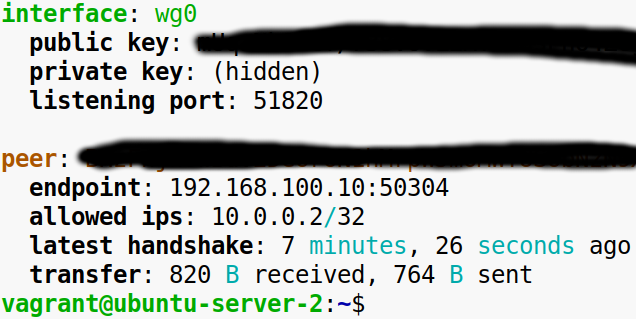 interface: wg0
public key:
private key: (hidden)
listening port: 51820
peer:
endpoint: 192.168.100.10:50304
allowed ips: 10.0.0.2/32
latest handshake: 7 minutes, 26 seconds ago
transfer: 820 B received, 764 B sent
vagrant@ubuntu-server-2:~$